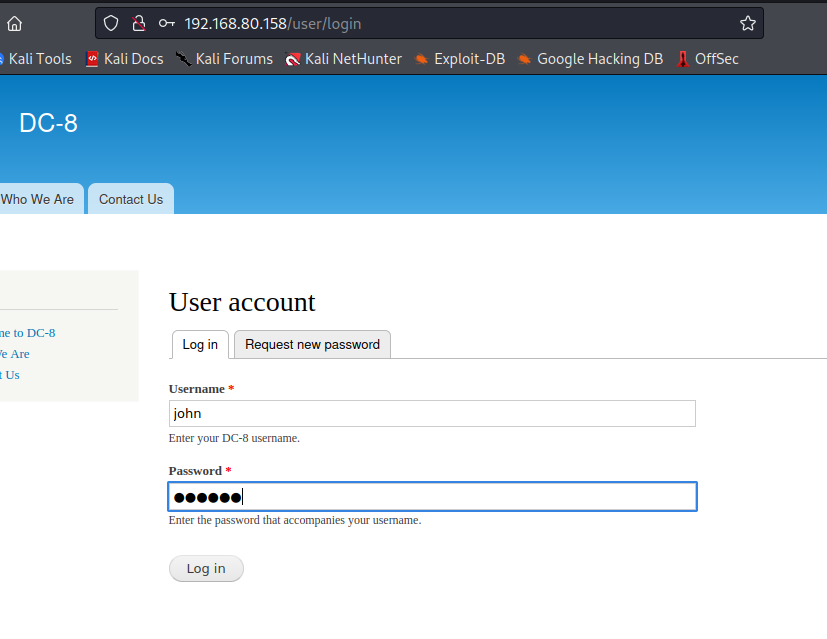 192.168.80.158/user/login
Kali Tools Kali Docs Kali Forums Kali NetHunter Exploit-DB Google Hacking DB OffSec
DC-8
Who We Are Contact Us
User account
me to DC-8
Log in Request new password
We Are
t Us
Username *
john
Enter your DC-8 username.
Password *
Enter the password that accompanies your username.
Log in